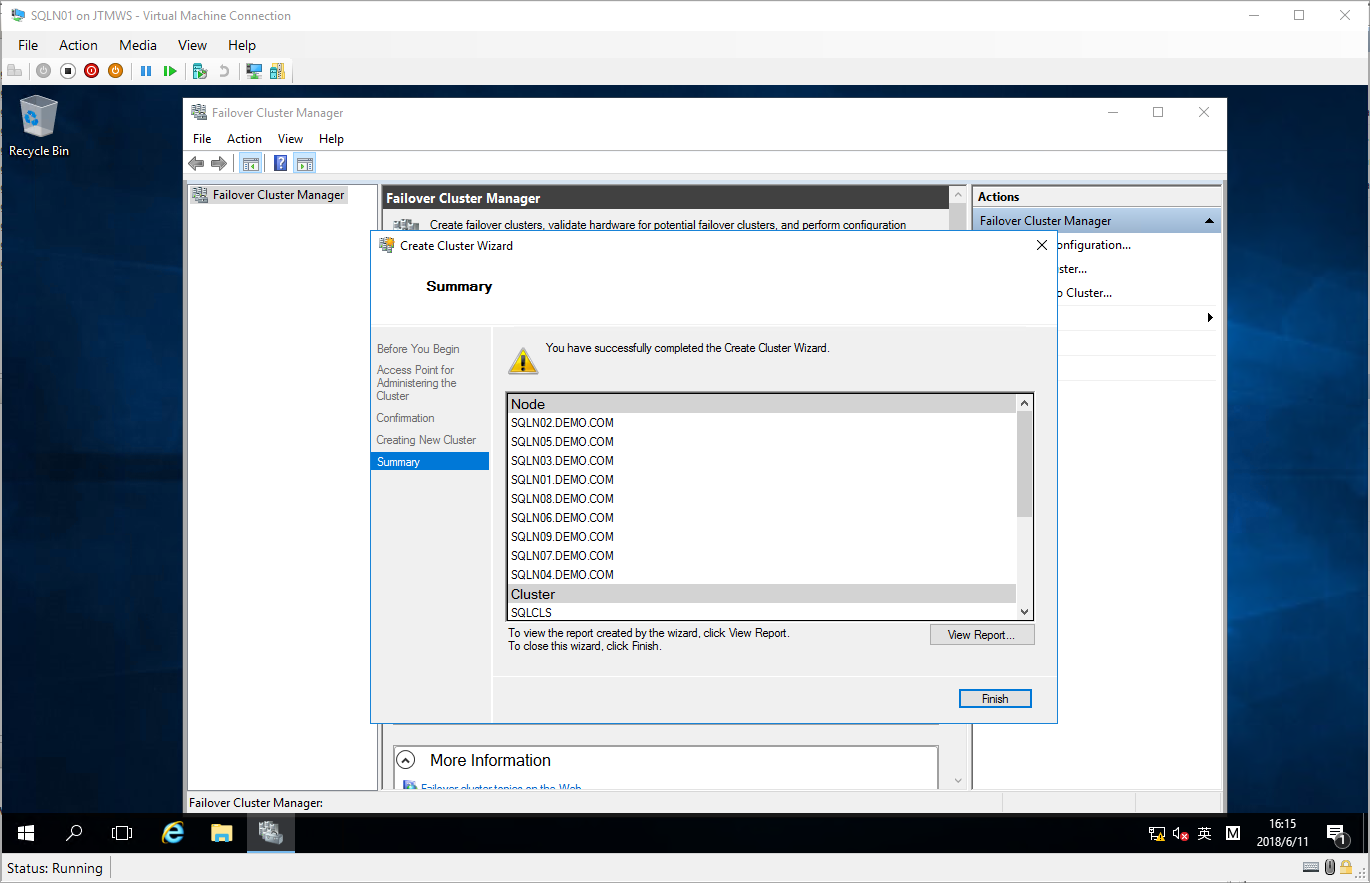 SQLN01 on JTMWS - Virtual Machine Connection
File Action Media View Help
Recycle Bin
Failover Cluster Manager
File Action View Help
Failover Cluster Manager
Failover Cluster Manager
Create failover clusters, validate hardware for potential failover clusters, and perform configuration
Actions
Failover Cluster Manager
onfiguration...
ster...
o Cluster...
Create Cluster Wizard
Summary
Before You Begin
Access Point for
Administering the
Cluster
Confirmation
Creating New Cluster
Summary
You have successfully completed the Create Cluster Wizard.
Node
SQLN02.DEMO.COM
SQLN05.DEMO.COM
SQLN03.DEMO.COM
SQLN01.DEMO.COM
SQLN08.DEMO.COM
SQLN06.DEMO.COM
SQLN09.DEMO.COM
SQLN07.DEMO.COM
SQLN04.DEMO.COM
Cluster
SQLCLS
To view the report created by the wizard, click View Report.
To close this wizard, click Finish.
View Report...
Finish
More Information
Failover cluster topics on the Web
Failover Cluster Manager:
英 M
16:15
2018/6/11
1
Status: Running